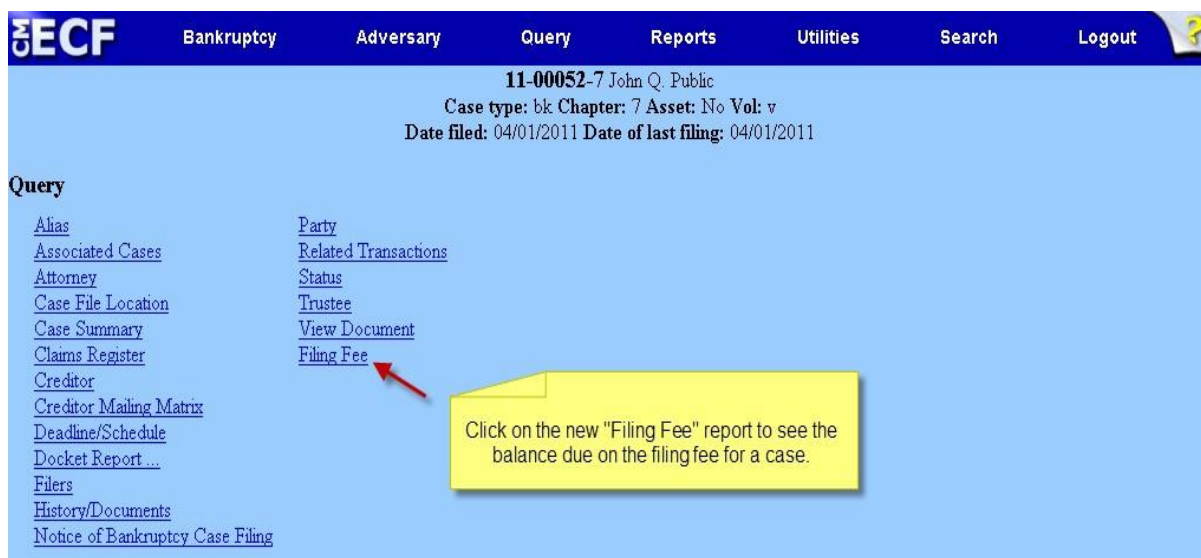 CM ECF Bankruptcy Adversary Query Reports Utilities Search Logout ?
11-00052-7 John Q. Public
Case type: bk Chapter: 7 Asset: No Vol: v
Date filed: 04/01/2011 Date of last filing: 04/01/2011
Query
Alias
Associated Cases
Attorney
Case File Location
Case Summary
Claims Register
Creditor
Creditor Mailing Matrix
Deadline/Schedule
Docket Report ...
Filers
History/Documents
Notice of Bankruptcy Case Filing
Party
Related Transactions
Status
Trustee
View Document
Filing Fee
Click on the new "Filing Fee" report to see the
balance due on the filing fee for a case.